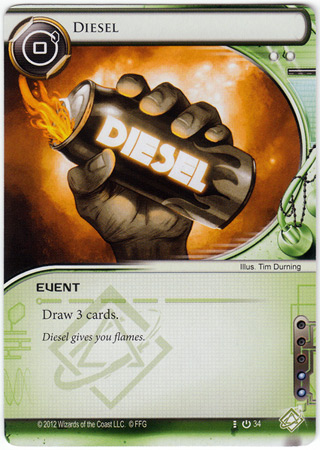 DIESEL
0
DIESEL
Illus. Tim Durning
EVENT
Draw 3 cards.
Diesel gives you flames.
© 2012 Wizards of the Coast LLC. © FFG
34